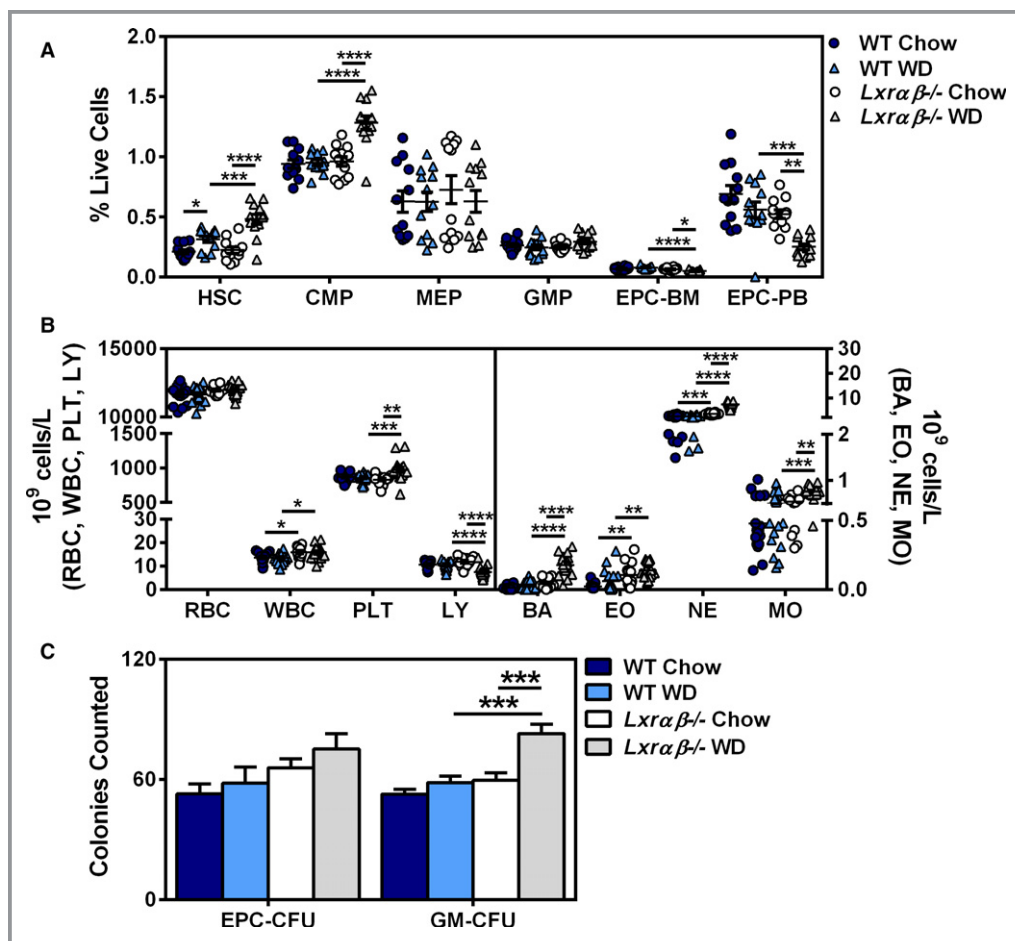 A
% Live Cells
2.0
1.5
1.0
0.5
0.0
* *** **** **** **** * **** *** **
HSC CMP MEP GMP EPC-BM EPC-PB
WT Chow
WT WD
Lxrαβ-/- Chow
Lxrαβ-/- WD
B
10⁹ cells/L
(RBC, WBC, PLT, LY)
15000
10000
1500
1000
500
30
20
10
0
* * *** ** **** **** **** **** ** ** *** **** **** *** **
RBC WBC PLT LY BA EO NE MO
30
20
10
2
1
0.5
0.0
10⁹ cells/L
(BA, EO, NE, MO)
C
Colonies Counted
120
60
0
*** ***
EPC-CFU GM-CFU
WT Chow
WT WD
Lxrαβ-/- Chow
Lxrαβ-/- WD